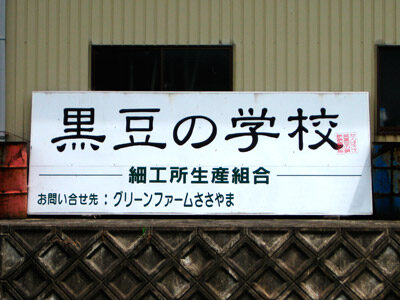 黒豆の学校
細工所生産組合
お問い合せ先：グリーンファームささやま